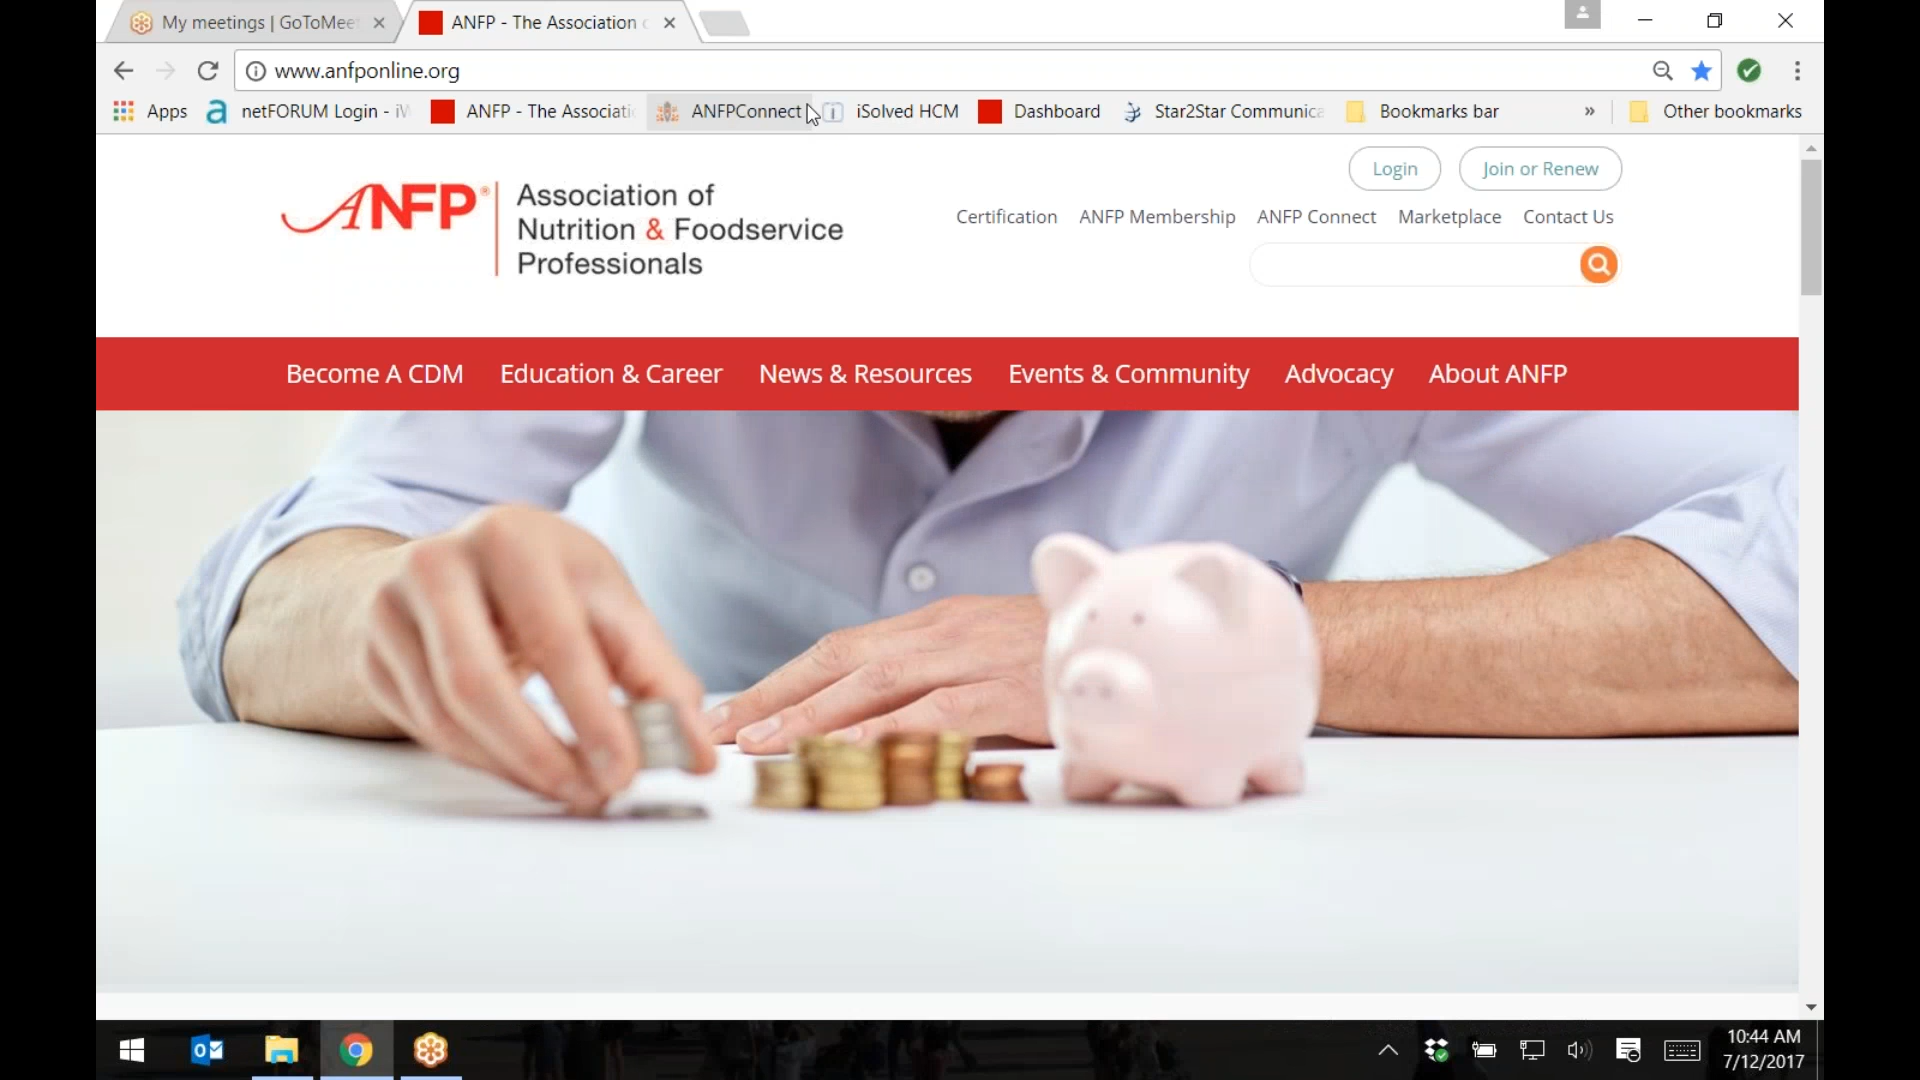 My meetings | GoToMeet
ANFP - The Association
www.anfponline.org
Apps
netFORUM Login - iW
ANFP - The Associati
ANFPConnect
iSolved HCM
Dashboard
Star2Star Communica
Bookmarks bar
»
Other bookmarks
Login
Join or Renew
ANFP®
Association of
Nutrition & Foodservice
Professionals
Certification
ANFP Membership
ANFP Connect
Marketplace
Contact Us
Become A CDM
Education & Career
News & Resources
Events & Community
Advocacy
About ANFP
10:44 AM
7/12/2017